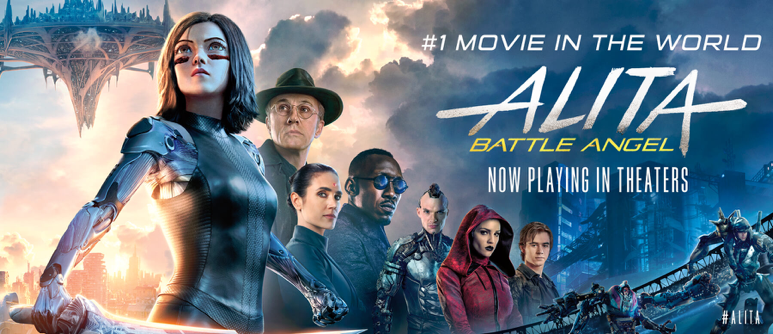 #1 MOVIE IN THE WORLD
ALITA
BATTLE ANGEL
NOW PLAYING IN THEATERS
#ALITA